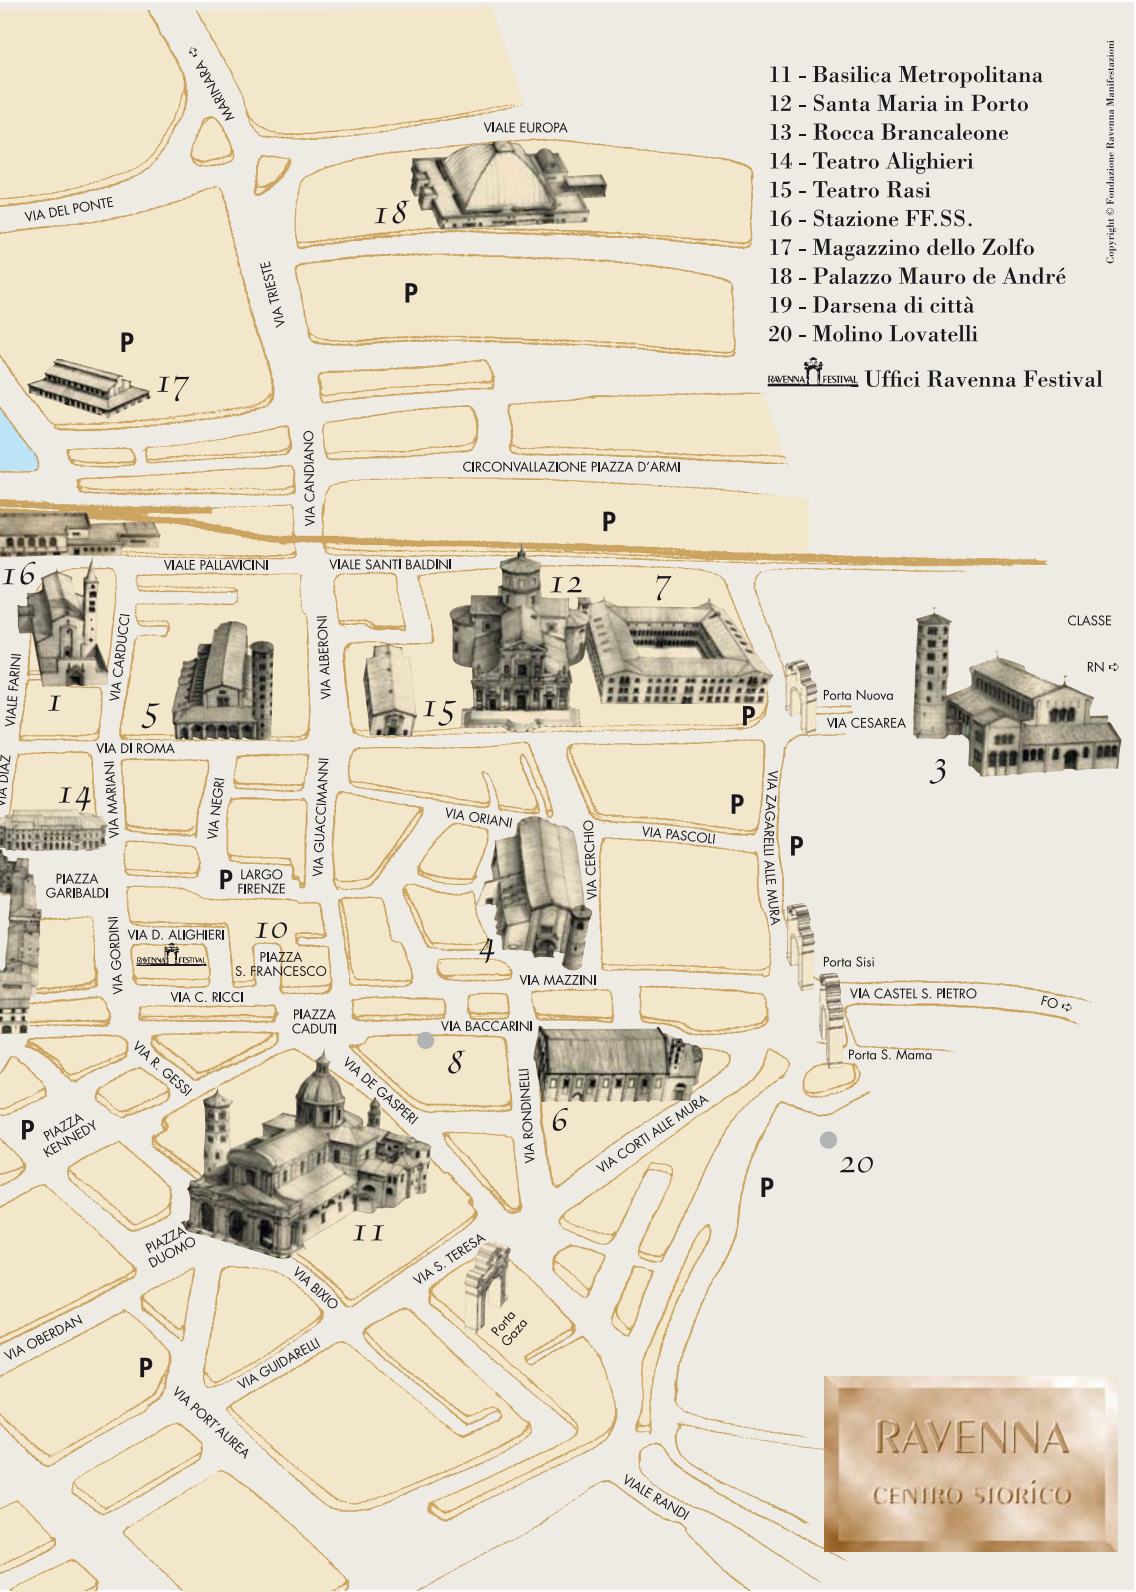 11 - Basilica Metropolitana
12 - Santa Maria in Porto
13 - Rocca Brancaleone
14 - Teatro Alighieri
15 - Teatro Rasi
16 - Stazione FF.SS.
17 - Magazzino dello Zolfo
18 - Palazzo Mauro de André
19 - Darsena di città
20 - Molino Lovatelli
RAVENNA FESTIVAL Uffici Ravenna Festival
Copyright © Fondazione Ravenna Manifestazioni
MARINARA
VIALE EUROPA
VIA DEL PONTE
18
VIA TRIESTE
P
P
17
VIA CANDIANO
CIRCONVALLAZIONE PIAZZA D'ARMI
P
16
VIALE PALLAVICINI
VIALE SANTI BALDINI
12
7
CLASSE
RN
VIALE FARINI
1
VIA CARDUCCI
5
VIA ALBERONI
15
P
Porta Nuova
VIA CESAREA
3
VIA DI ROMA
VIA DIAZ
14
VIA MARIANI
VIA NEGRI
VIA GUACCIMANNI
VIA ORIANI
VIA CERCHIO
VIA PASCOLI
P
VIA ZAGARELLI ALLE MURA
P
PIAZZA
GARIBALDI
P
LARGO
FIRENZE
VIA GORDINI
VIA D. ALIGHIERI
10
RAVENNA FESTIVAL
PIAZZA
S. FRANCESCO
4
VIA MAZZINI
Porta Sisi
VIA C. RICCI
VIA CASTEL S. PIETRO
FO
PIAZZA
CADUTI
VIA BACCARINI
8
Porta S. Mama
VIA R. GESSI
VIA DE GASPERI
VIA RONDINELLI
6
VIA CORTI ALLE MURA
P
PIAZZA
KENNEDY
20
P
11
PIAZZA
DUOMO
VIA S. TERESA
VIA BIXIO
Porta
Gaza
VIA OBERDAN
P
VIA GUIDARELLI
VIA PORT'AUREA
VIALE RANDI
RAVENNA
CENTRO STORICO